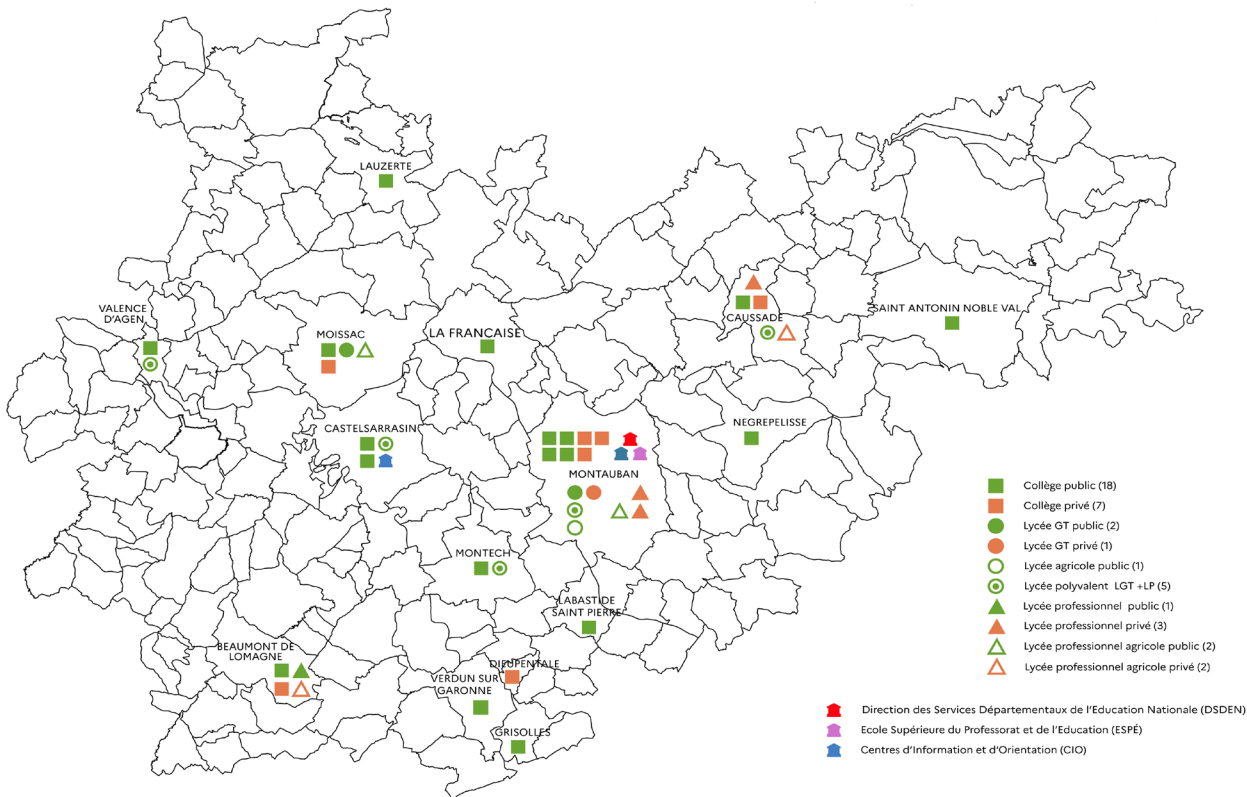 LAUZERTE
VALENCE
D'AGEN
MOISSAC
LA FRANCAISE
CAUSSADE
SAINT ANTONIN NOBLE VAL
CASTELSARRASIN
NEGREPELISSE
MONTAUBAN
MONTECH
LABASTIDE
SAINT PIERRE
BEAUMONT DE
LOMAGNE
DIEUPENTALE
VERDUN SUR
GARONNE
GRISOLLES
Collège public (18)
Collège privé (7)
Lycée GT public (2)
Lycée GT privé (1)
Lycée agricole public (1)
Lycée polyvalent LGT +LP (5)
Lycée professionnel public (1)
Lycée professionnel privé (3)
Lycée professionnel agricole public (2)
Lycée professionnel agricole privé (2)
Direction des Services Départementaux de l'Education Nationale (DSDEN)
Ecole Supérieure du Professorat et de l'Education (ESPÉ)
Centres d'Information et d'Orientation (CIO)